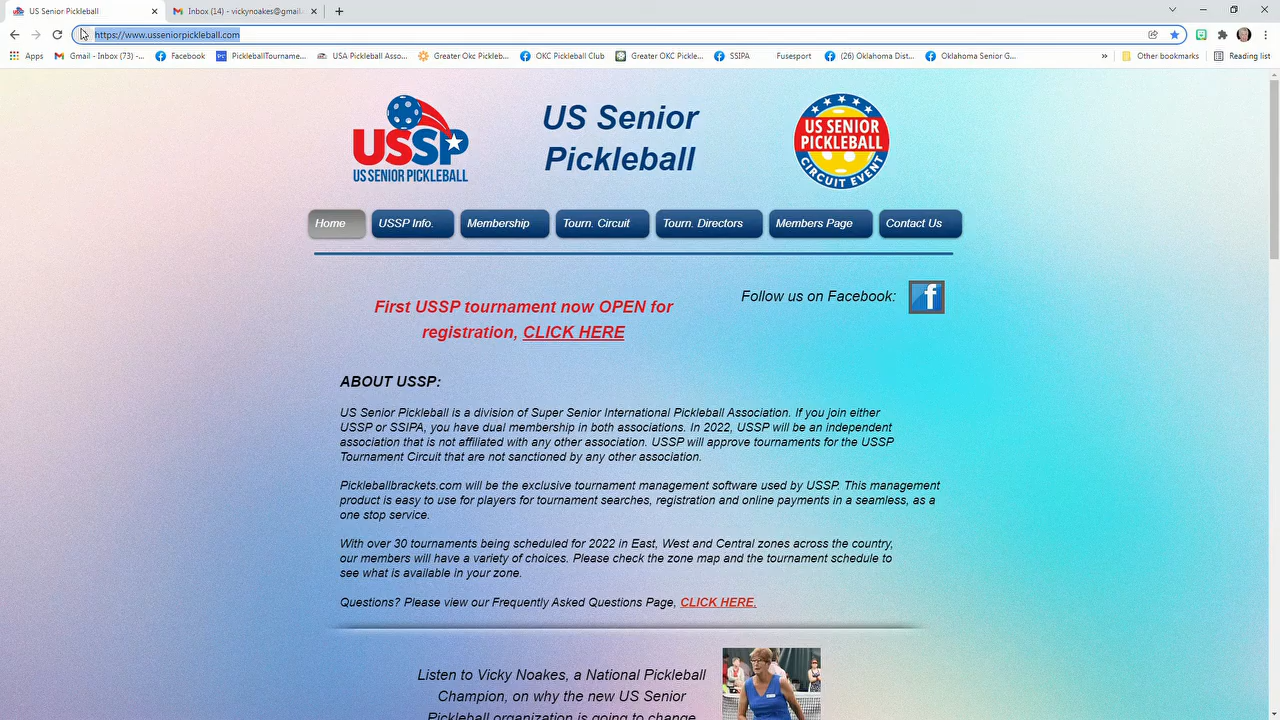 US Senior Pickleball
Inbox (14) - vickynoakes@gmail
https://www.usseniorpickleball.com
Apps
Gmail - Inbox (73) -...
Facebook
PickleballTourname...
USA Pickleball Asso...
Greater Okc Pickleb...
OKC Pickleball Club
Greater OKC Pickle...
SSIPA
Fusesport
(26) Oklahoma Dist...
Oklahoma Senior G...
»
Other bookmarks
Reading list
USSP
US SENIOR PICKLEBALL
US Senior
Pickleball
US SENIOR
PICKLEBALL
CIRCUIT EVENT
Home
USSP Info.
Membership
Tourn. Circuit
Tourn. Directors
Members Page
Contact Us
First USSP tournament now OPEN for
registration, CLICK HERE
Follow us on Facebook:
f
ABOUT USSP:
US Senior Pickleball is a division of Super Senior International Pickleball Association. If you join either
USSP or SSIPA, you have dual membership in both associations. In 2022, USSP will be an independent
association that is not affiliated with any other association. USSP will approve tournaments for the USSP
Tournament Circuit that are not sanctioned by any other association.
Pickleballbrackets.com will be the exclusive tournament management software used by USSP. This management
product is easy to use for players for tournament searches, registration and online payments in a seamless, as a
one stop service.
With over 30 tournaments being scheduled for 2022 in East, West and Central zones across the country,
our members will have a variety of choices. Please check the zone map and the tournament schedule to
see what is available in your zone.
Questions? Please view our Frequently Asked Questions Page, CLICK HERE.
Listen to Vicky Noakes, a National Pickleball
Champion, on why the new US Senior
Pickleball organization is going to change